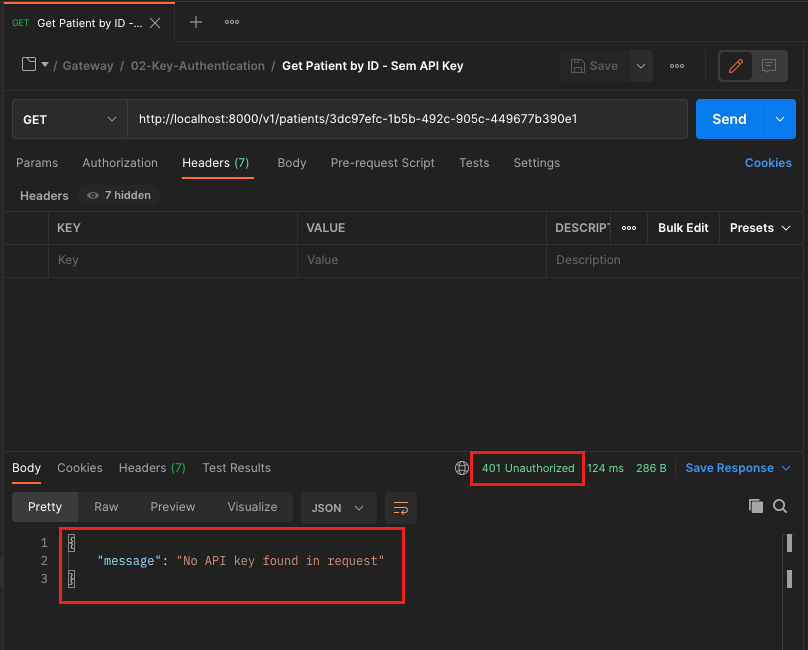 GET Get Patient by ID -...
/ Gateway / 02-Key-Authentication / Get Patient by ID - Sem API Key
Save
GET http://localhost:8000/v1/patients/3dc97efc-1b5b-492c-905c-449677b390e1 Send
Params Authorization Headers (7) Body Pre-request Script Tests Settings Cookies
Headers 7 hidden
KEY VALUE DESCRIPT Bulk Edit Presets
Key Value Description
Body Cookies Headers (7) Test Results 401 Unauthorized 124 ms 286 B Save Response
Pretty Raw Preview Visualize JSON
1 {
2 "message": "No API key found in request"
3 }